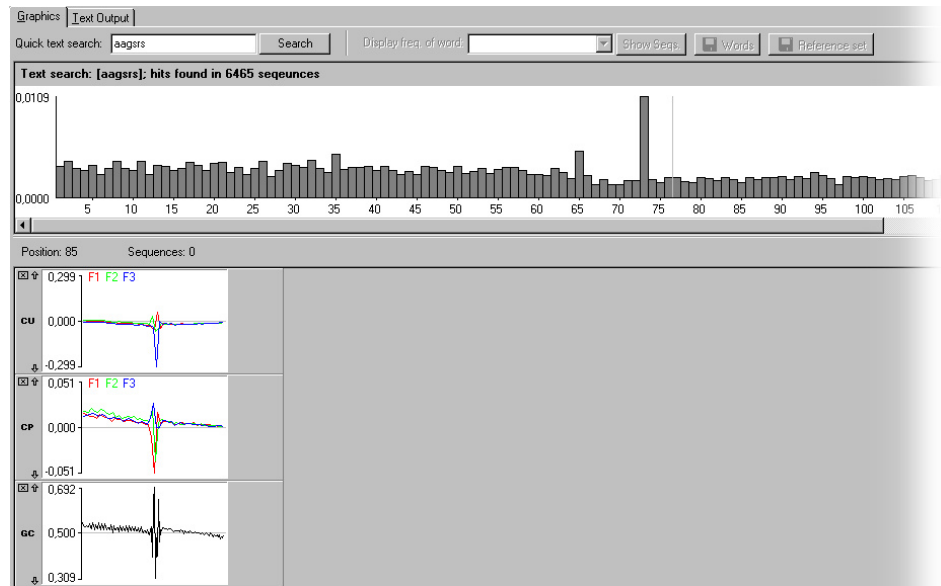 Graphics Text Output
Quick text search: aagsrs Search Display freq. of word: Show Seqs. Words Reference set
Text search: [aagsrs]; hits found in 6465 seqeunces
0,0109
0,0000
5 10 15 20 25 30 35 40 45 50 55 60 65 70 75 80 85 90 95 100 105
Position: 85 Sequences: 0
0,299 F1 F2 F3
CU 0,000
-0,299
0,051 F1 F2 F3
CP 0,000
-0,051
0,692
GC 0,500
0,309